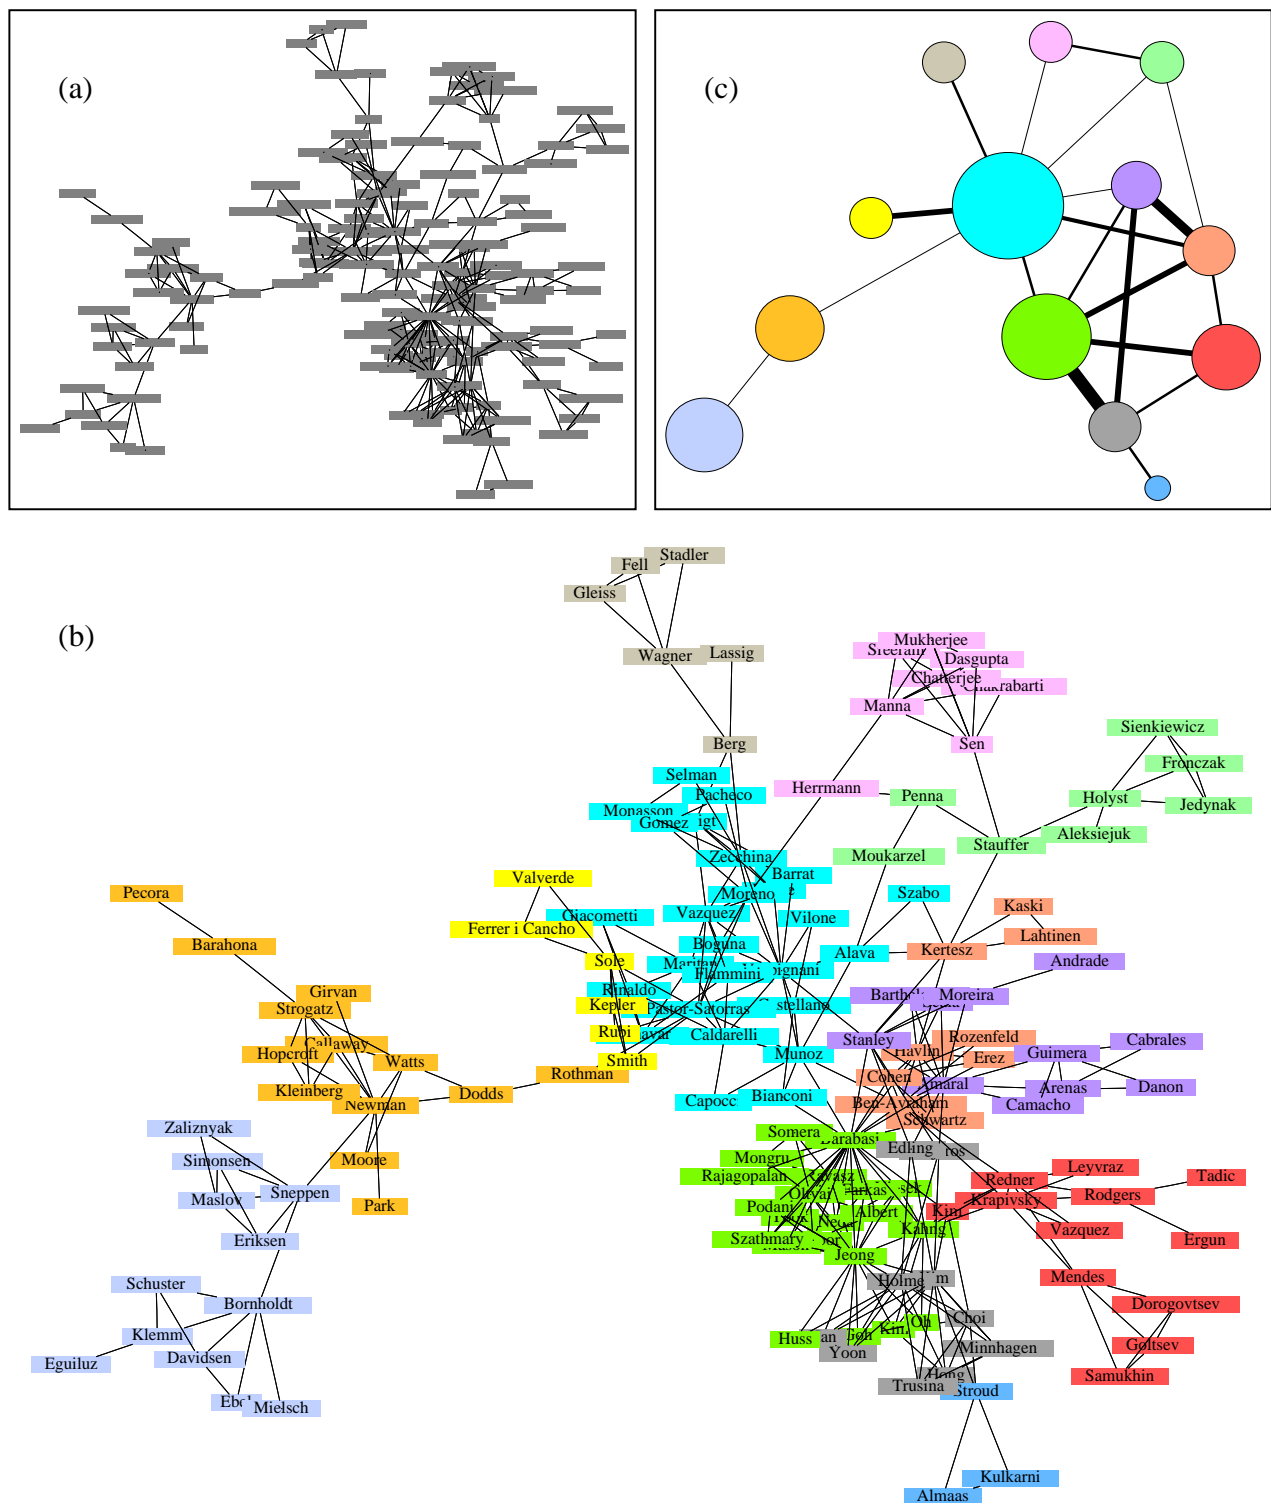 (a)
(c)
(b)
Stadler
Fell
Gleiss
Wagner
Lassig
Berg
Mukherjee
Dasgupta
Chatterjee
Chakrabarti
Manna
Sen
Sienkiewicz
Fronczak
Holyst
Jedynak
Aleksiejuk
Stauffer
Herrmann
Penna
Moukarzel
Selman
Pacheco
Monasson
Gomez
Zecchina
Barrat
Moreno
Vazquez
Vilone
Szabo
Giacometti
Boguna
Flammini
Alava
Rinaldo
Pastor-Satorras
Caldarelli
Munoz
Capocci
Bianconi
Valverde
Ferrer i Cancho
Sole
Kepler
Rubi
Smith
Kaski
Lahtinen
Kertesz
Andrade
Moreira
Stanley
Rozenfeld
Havlin
Erez
Cohen
Guimera
Cabrales
Amaral
Arenas
Danon
Camacho
Ben-Avraham
Schwartz
Pecora
Barahona
Girvan
Strogatz
Callaway
Hopcroft
Watts
Kleinberg
Newman
Dodds
Rothman
Moore
Park
Zaliznyak
Simonsen
Maslov
Sneppen
Eriksen
Schuster
Bornholdt
Klemm
Eguiluz
Davidsen
Mielsch
Somera
Barabasi
Mongru
Rajagopalan
Podani
Oltvai
Albert
Szathmary
Jeong
Kahng
Edling
Redner
Leyvraz
Krapivsky
Rodgers
Tadic
Kim
Vazquez
Ergun
Mendes
Dorogovtsev
Goltsev
Samukhin
Holme
Choi
Oh
Huss
Yoon
Minnhagen
Hong
Trusina
Stroud
Kulkarni
Almaas